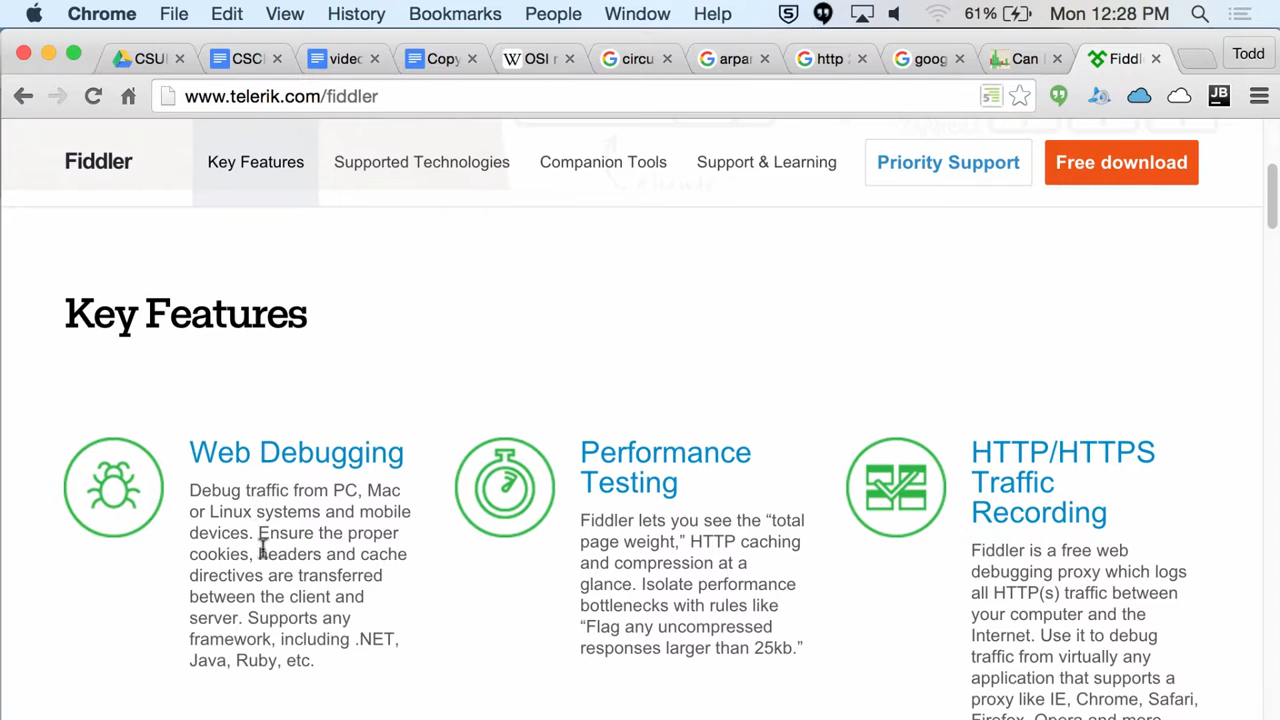 Chrome File Edit View History Bookmarks People Window Help 61% Mon 12:28 PM
CSU CSC video Copy OSI circu arpar http goog Can Fiddle Todd
www.telerik.com/fiddler
Fiddler Key Features Supported Technologies Companion Tools Support & Learning Priority Support Free download
Key Features
Web Debugging
Debug traffic from PC, Mac
or Linux systems and mobile
devices. Ensure the proper
cookies, headers and cache
directives are transferred
between the client and
server. Supports any
framework, including .NET,
Java, Ruby, etc.
Performance
Testing
Fiddler lets you see the “total
page weight,” HTTP caching
and compression at a
glance. Isolate performance
bottlenecks with rules like
“Flag any uncompressed
responses larger than 25kb.”
HTTP/HTTPS
Traffic
Recording
Fiddler is a free web
debugging proxy which logs
all HTTP(s) traffic between
your computer and the
Internet. Use it to debug
traffic from virtually any
application that supports a
proxy like IE, Chrome, Safari,
Firefox, Opera and more.